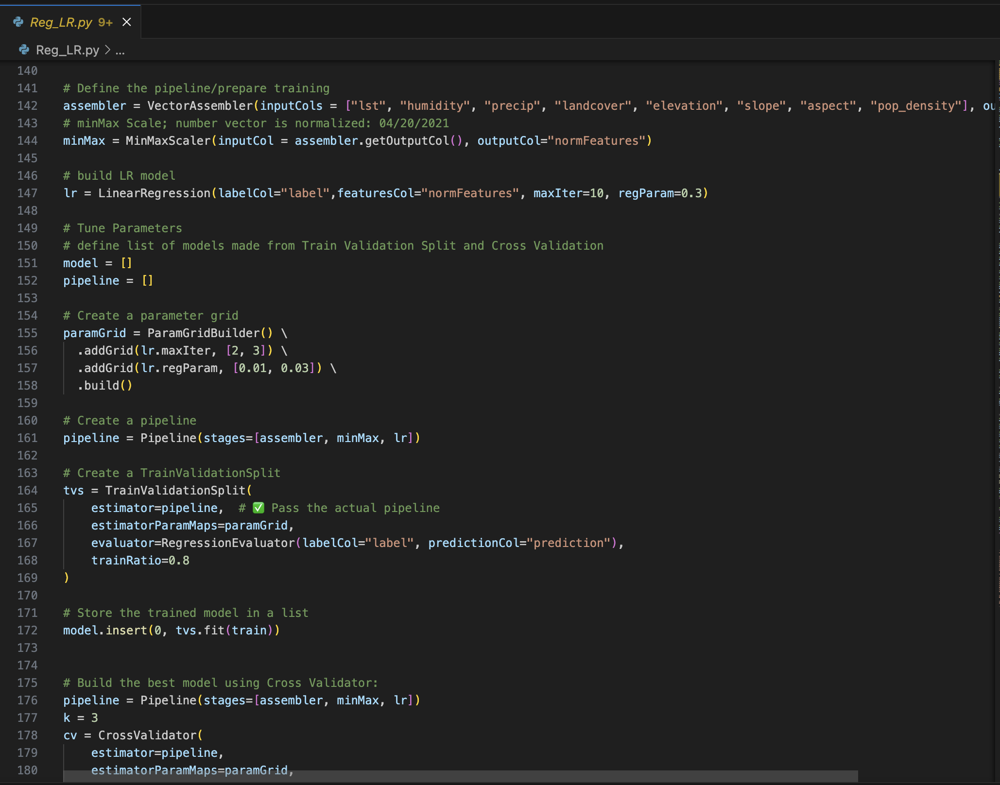 Reg_LR.py 9+
Reg_LR.py > ...
140
141 # Define the pipeline/prepare training
142 assembler = VectorAssembler(inputCols = ["lst", "humidity", "precip", "landcover", "elevation", "slope", "aspect", "pop_density"], ou
143 # minMax Scale; number vector is normalized: 04/20/2021
144 minMax = MinMaxScaler(inputCol = assembler.getOutputCol(), outputCol="normFeatures")
145
146 # build LR model
147 lr = LinearRegression(labelCol="label",featuresCol="normFeatures", maxIter=10, regParam=0.3)
148
149 # Tune Parameters
150 # define list of models made from Train Validation Split and Cross Validation
151 model = []
152 pipeline = []
153
154 # Create a parameter grid
155 paramGrid = ParamGridBuilder() \
156   .addGrid(lr.maxIter, [2, 3]) \
157   .addGrid(lr.regParam, [0.01, 0.03]) \
158   .build()
159
160 # Create a pipeline
161 pipeline = Pipeline(stages=[assembler, minMax, lr])
162
163 # Create a TrainValidationSplit
164 tvs = TrainValidationSplit(
165     estimator=pipeline,  # ✅ Pass the actual pipeline
166     estimatorParamMaps=paramGrid,
167     evaluator=RegressionEvaluator(labelCol="label", predictionCol="prediction"),
168     trainRatio=0.8
169 )
170
171 # Store the trained model in a list
172 model.insert(0, tvs.fit(train))
173
174
175 # Build the best model using Cross Validator:
176 pipeline = Pipeline(stages=[assembler, minMax, lr])
177 k = 3
178 cv = CrossValidator(
179     estimator=pipeline,
180     estimatorParamMaps=paramGrid,